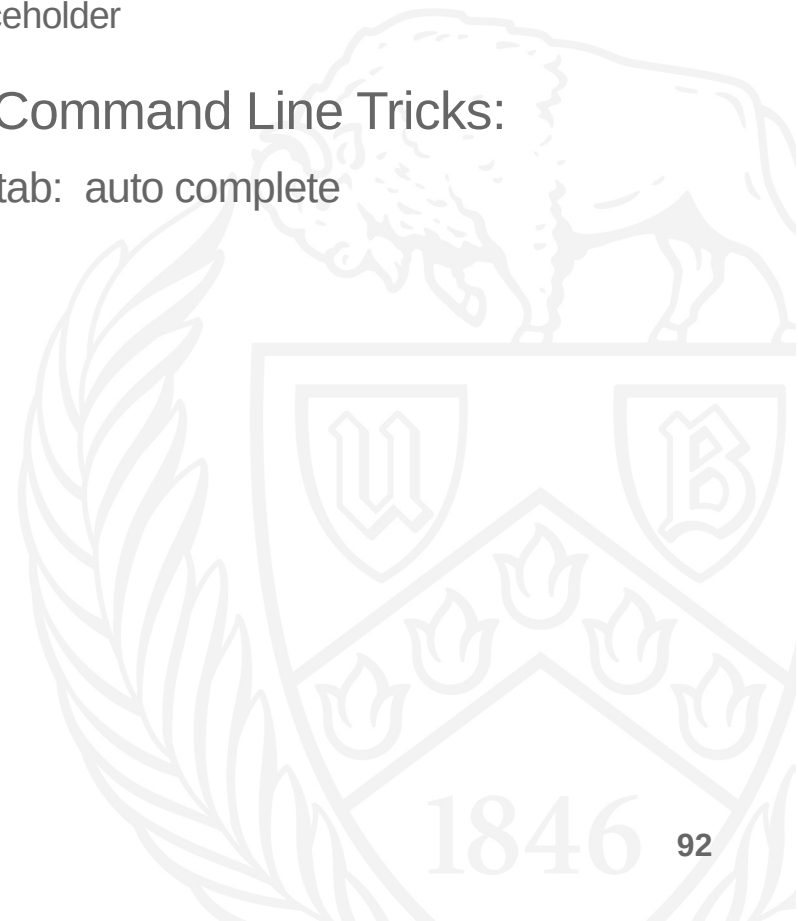 ceholder
Command Line Tricks:
tab: auto complete
U B
1846
92